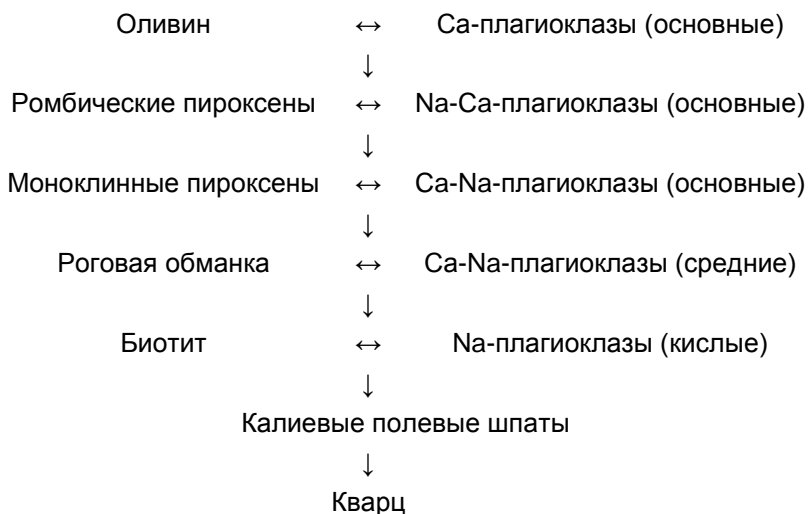 Оливин ↔ Ca-плагиоклазы (основные)
↓
Ромбические пироксены ↔ Na-Ca-плагиоклазы (основные)
↓
Моноклинные пироксены ↔ Ca-Na-плагиоклазы (основные)
↓
Роговая обманка ↔ Ca-Na-плагиоклазы (средние)
↓
Биотит ↔ Na-плагиоклазы (кислые)
↓
Калиевые полевые шпаты
↓
Кварц